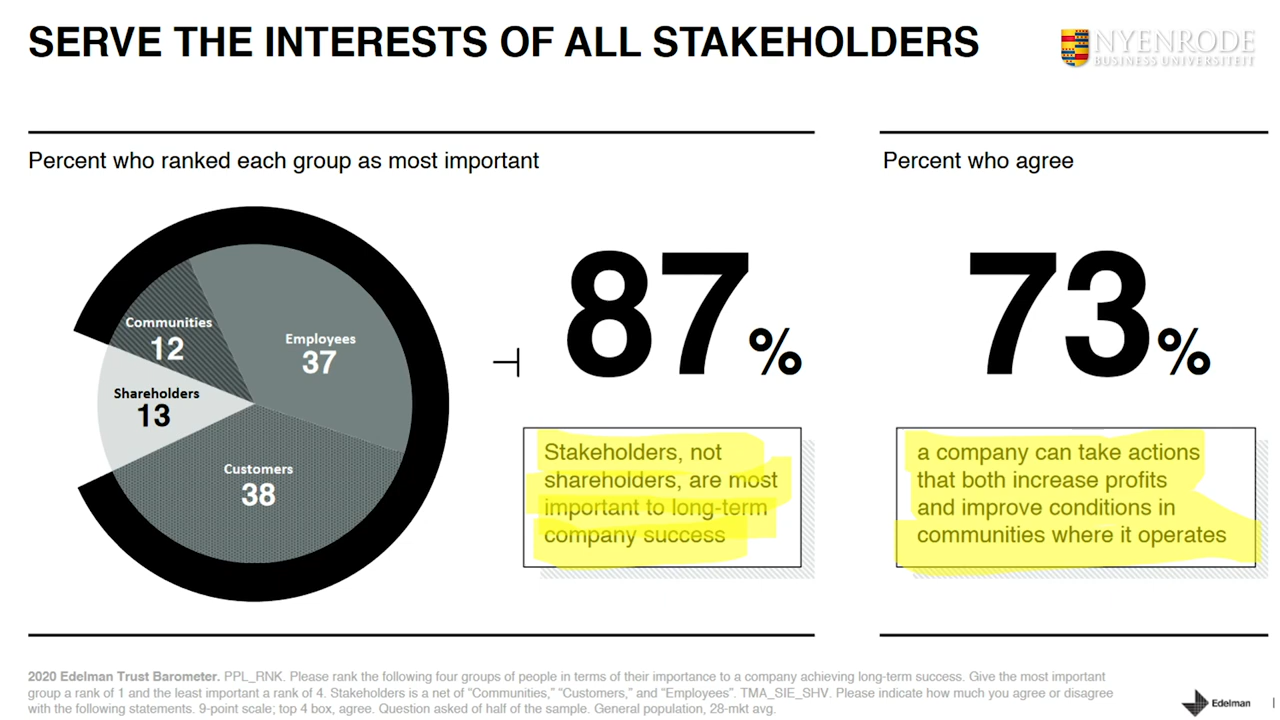 SERVE THE INTERESTS OF ALL STAKEHOLDERS
NYENRODE
BUSINESS UNIVERSITEIT
Percent who ranked each group as most important
Communities
12
Employees
37
Shareholders
13
Customers
38
87%
Stakeholders, not
shareholders, are most
important to long-term
company success
Percent who agree
73%
a company can take actions
that both increase profits
and improve conditions in
communities where it operates
2020 Edelman Trust Barometer. PPL_RNK. Please rank the following four groups of people in terms of their importance to a company achieving long-term success. Give the most important
group a rank of 1 and the least important a rank of 4. Stakeholders is a net of "Communities," "Customers," and "Employees". TMA_SIE_SHV. Please indicate how much you agree or disagree
with the following statements. 9-point scale; top 4 box, agree. Question asked of half of the sample. General population, 28-mkt avg.
Edelman